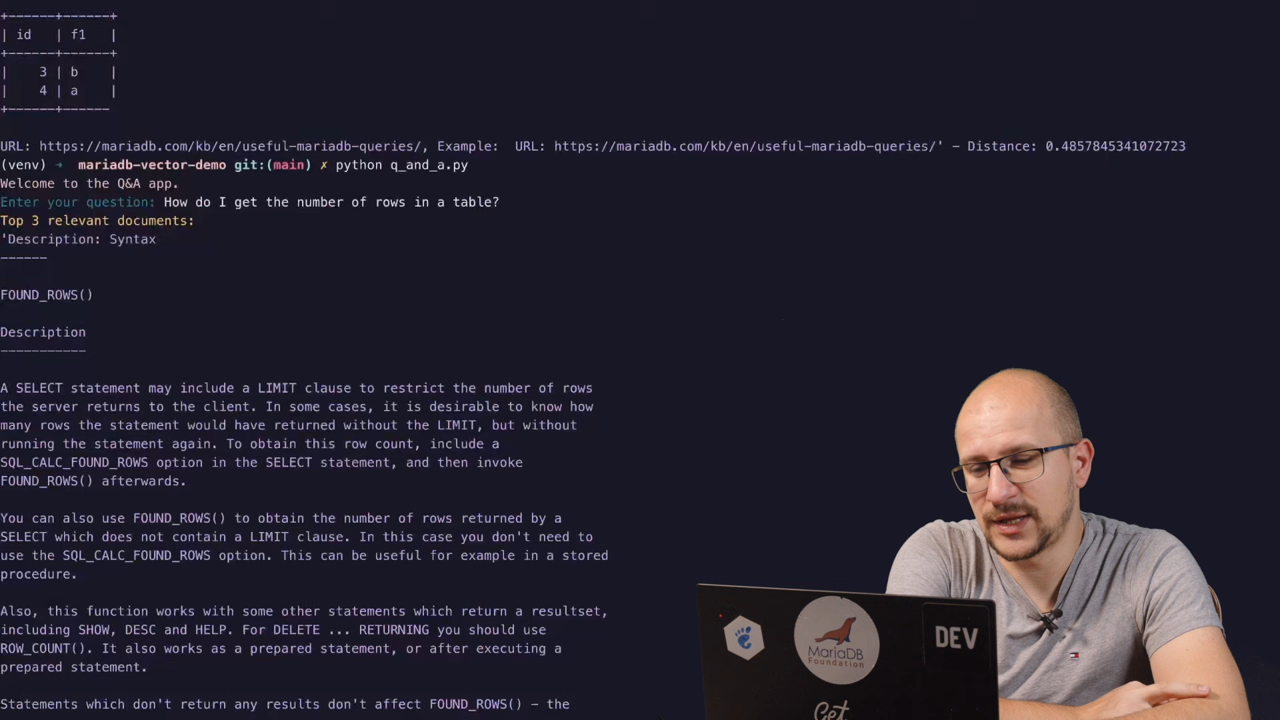 +------+------+
| id   | f1   |
+------+------+
|    3 | b    |
|    4 | a    |
+------+------
URL: https://mariadb.com/kb/en/useful-mariadb-queries/, Example:  URL: https://mariadb.com/kb/en/useful-mariadb-queries/' - Distance: 0.4857845341072723
(venv) → mariadb-vector-demo git:(main) ✗ python q_and_a.py
Welcome to the Q&A app.
Enter your question: How do I get the number of rows in a table?
Top 3 relevant documents:
'Description: Syntax
------
FOUND_ROWS()
Description
-----------
A SELECT statement may include a LIMIT clause to restrict the number of rows
the server returns to the client. In some cases, it is desirable to know how
many rows the statement would have returned without the LIMIT, but without
running the statement again. To obtain this row count, include a
SQL_CALC_FOUND_ROWS option in the SELECT statement, and then invoke
FOUND_ROWS() afterwards.
You can also use FOUND_ROWS() to obtain the number of rows returned by a
SELECT which does not contain a LIMIT clause. In this case you don't need to
use the SQL_CALC_FOUND_ROWS option. This can be useful for example in a stored
procedure.
Also, this function works with some other statements which return a resultset,
including SHOW, DESC and HELP. For DELETE ... RETURNING you should use
ROW_COUNT(). It also works as a prepared statement, or after executing a
prepared statement.
Statements which don't return any results don't affect FOUND_ROWS() - the
MariaDB
Foundation
DEV
Get